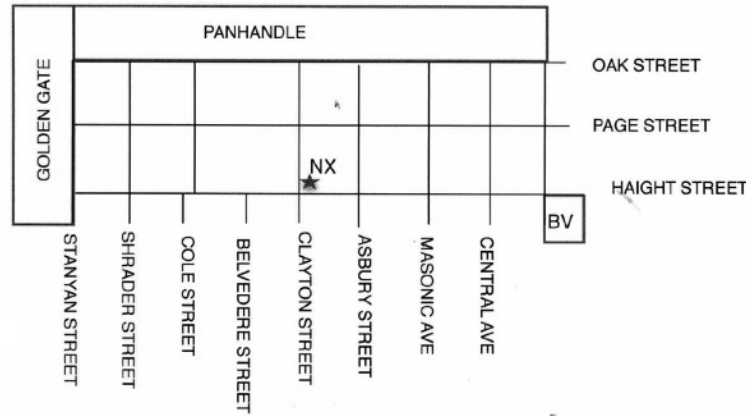 PANHANDLE
GOLDEN GATE
OAK STREET
PAGE STREET
NX
HAIGHT STREET
BV
STANYAN STREET
SHRADER STREET
COLE STREET
BELVEDERE STREET
CLAYTON STREET
ASBURY STREET
MASONIC AVE
CENTRAL AVE